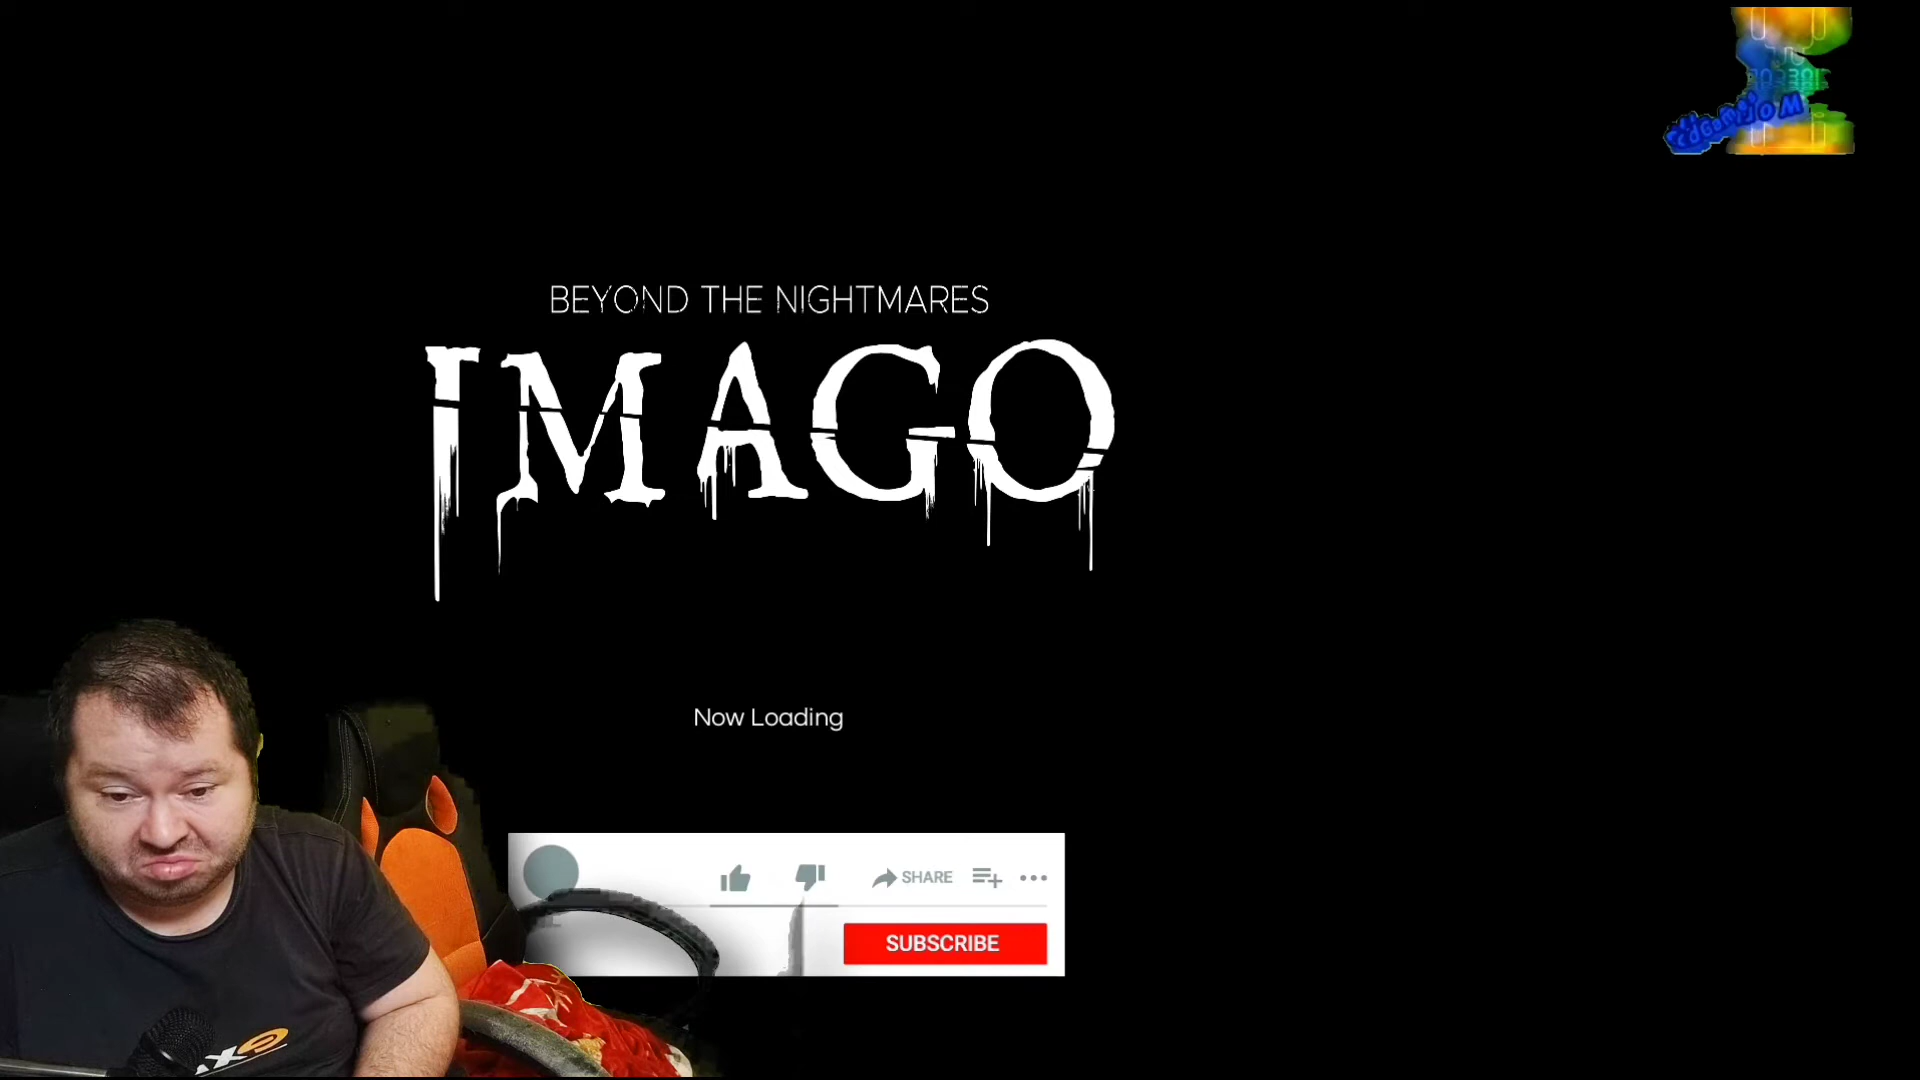 BEYOND THE NIGHTMARES
IMAGO
Now Loading
SHARE
SUBSCRIBE